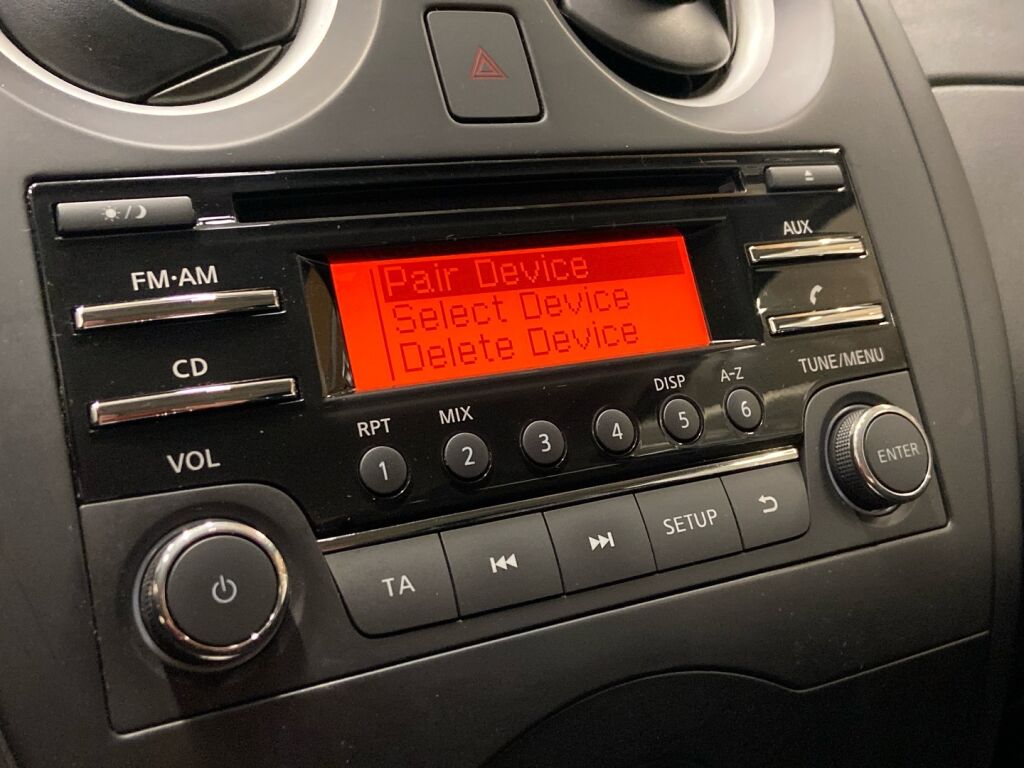 AUX
FM·AM
Pair Device
Select Device
Delete Device
CD
TUNE/MENU
RPT
MIX
DISP
A-Z
1
2
3
4
5
6
VOL
ENTER
TA
SETUP